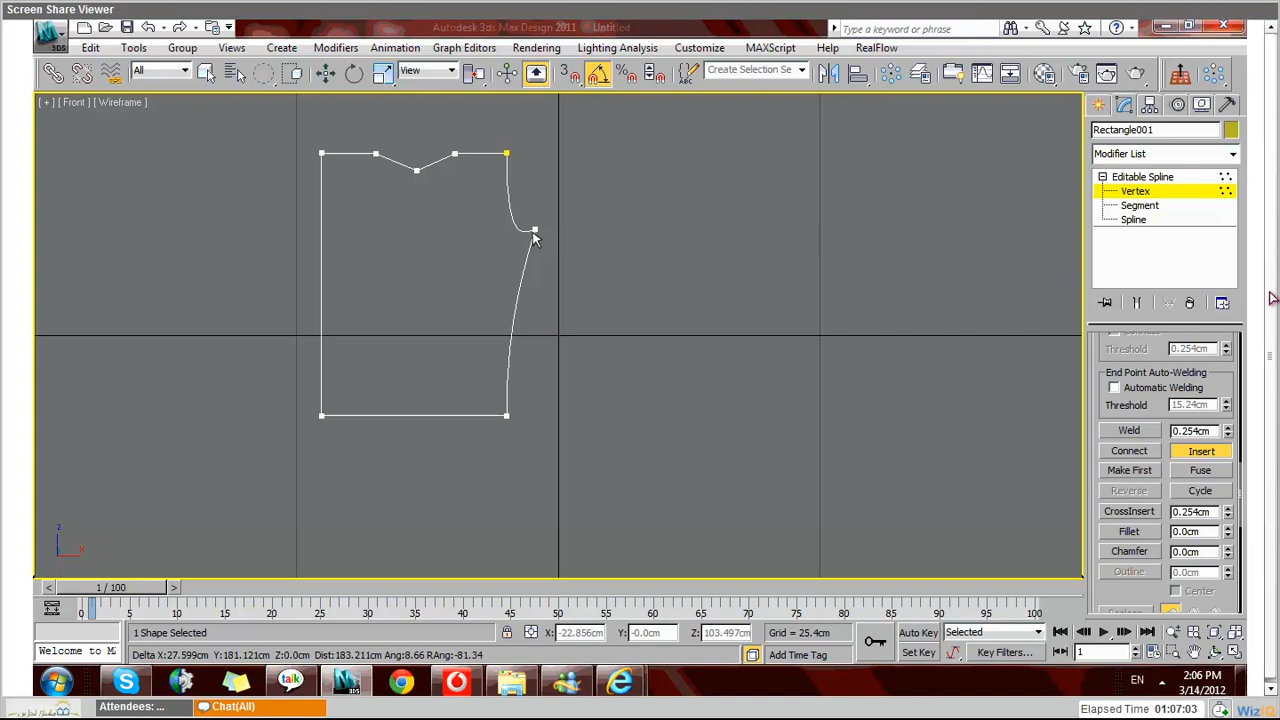 Screen Share Viewer
Autodesk 3ds Max Design 2011 Untitled
Type a keyword or phrase
3DS
Edit Tools Group Views Create Modifiers Animation Graph Editors Rendering Lighting Analysis Customize MAXScript Help RealFlow
All View 3 Create Selection Se
[ + ] [ Front ] [ Wireframe ]
Rectangle001
Modifier List
Editable Spline
Vertex
Segment
Spline
Threshold 0.254cm
End Point Auto-Welding
Automatic Welding
Threshold 15.24cm
Weld 0.254cm
Connect Insert
Make First Fuse
Reverse Cycle
CrossInsert 0.254cm
Fillet 0.0cm
Chamfer 0.0cm
Outline 0.0cm
Center
z
x
< 1 / 100 >
0 5 10 15 20 25 30 35 40 45 50 55 60 65 70 75 80 85 90 95 100
1 Shape Selected X: -22.856cm Y: -0.0cm Z: 103.497cm Grid = 25.4cm Auto Key Selected
Welcome to M Delta X:27.599cm Y:181.121cm Z:0.0cm Dist:183.211cm Ang:8.66 RAng:-81.34 Add Time Tag Set Key Key Filters... 1
talk EN 2:06 PM
3/14/2012
Attendees: ... Chat(All) Elapsed Time 01:07:03 WizIQ